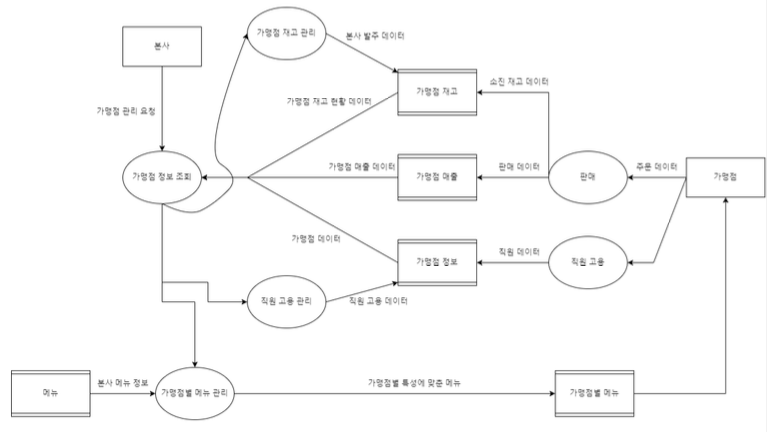 가맹점 재고 관리
본사
본사 발주 데이터
소진 재고 데이터
가맹점 재고
가맹점 재고 현황 데이터
가맹점 관리 요청
가맹점 매출 데이터
판매 데이터
주문 데이터
가맹점 정보 조회
가맹점 매출
판매
가맹점
가맹점 데이터
직원 데이터
가맹점 정보
직원 고용
직원 고용 관리
직원 고용 데이터
본사 메뉴 정보
가맹점별 특성에 맞춘 메뉴
메뉴
가맹점별 메뉴 관리
가맹점별 메뉴